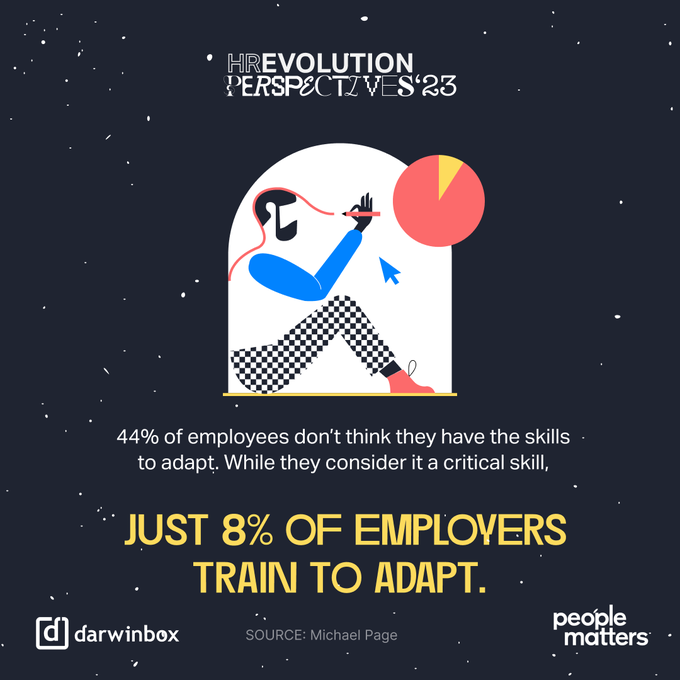 HREVOLUTION
PERSPECTIVES‘23
44% of employees don’t think they have the skills
to adapt. While they consider it a critical skill,
JUST 8% OF EMPLOYERS
TRAIN TO ADAPT.
darwinbox
SOURCE: Michael Page
people
matters